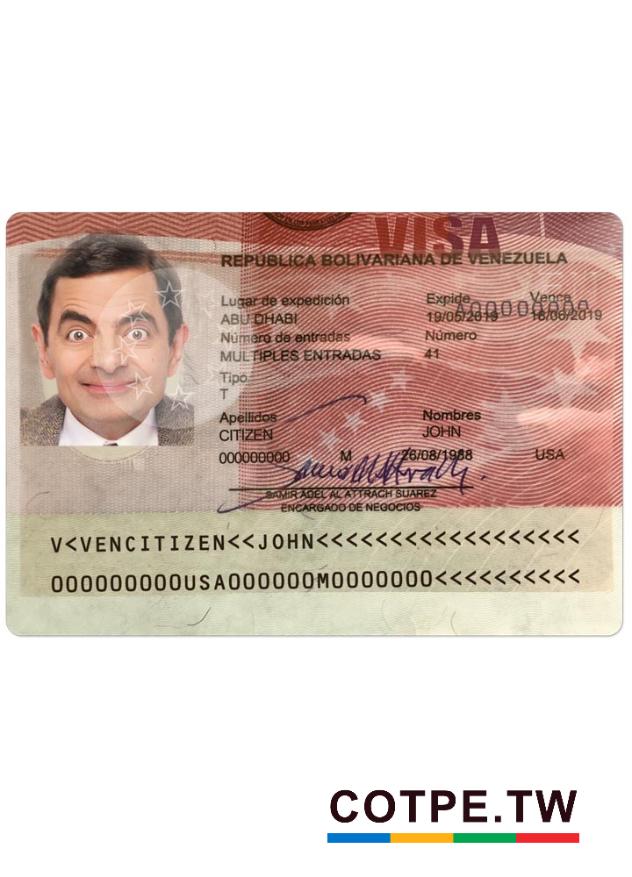 VISA
REPUBLICA BOLIVARIANA DE VENEZUELA
Lugar de expedición Expide Vence
A00000000A
ABU DHABI 19/05/2019 16/06/2019
Número de entradas Número
MULTIPLES ENTRADAS 41
Tipo
T
Apellidos Nombres
CITIZEN JOHN
000000000 M 26/08/1988 USA
SAMIR ADEL AL ATTRACH SUAREZ
ENCARGADO DE NEGOCIOS
V<VENCITIZEN<<JOHN<<<<<<<<<<<<<<<<<<
000000000USA000000M0000000<<<<<<<<<<
COTPE.TW